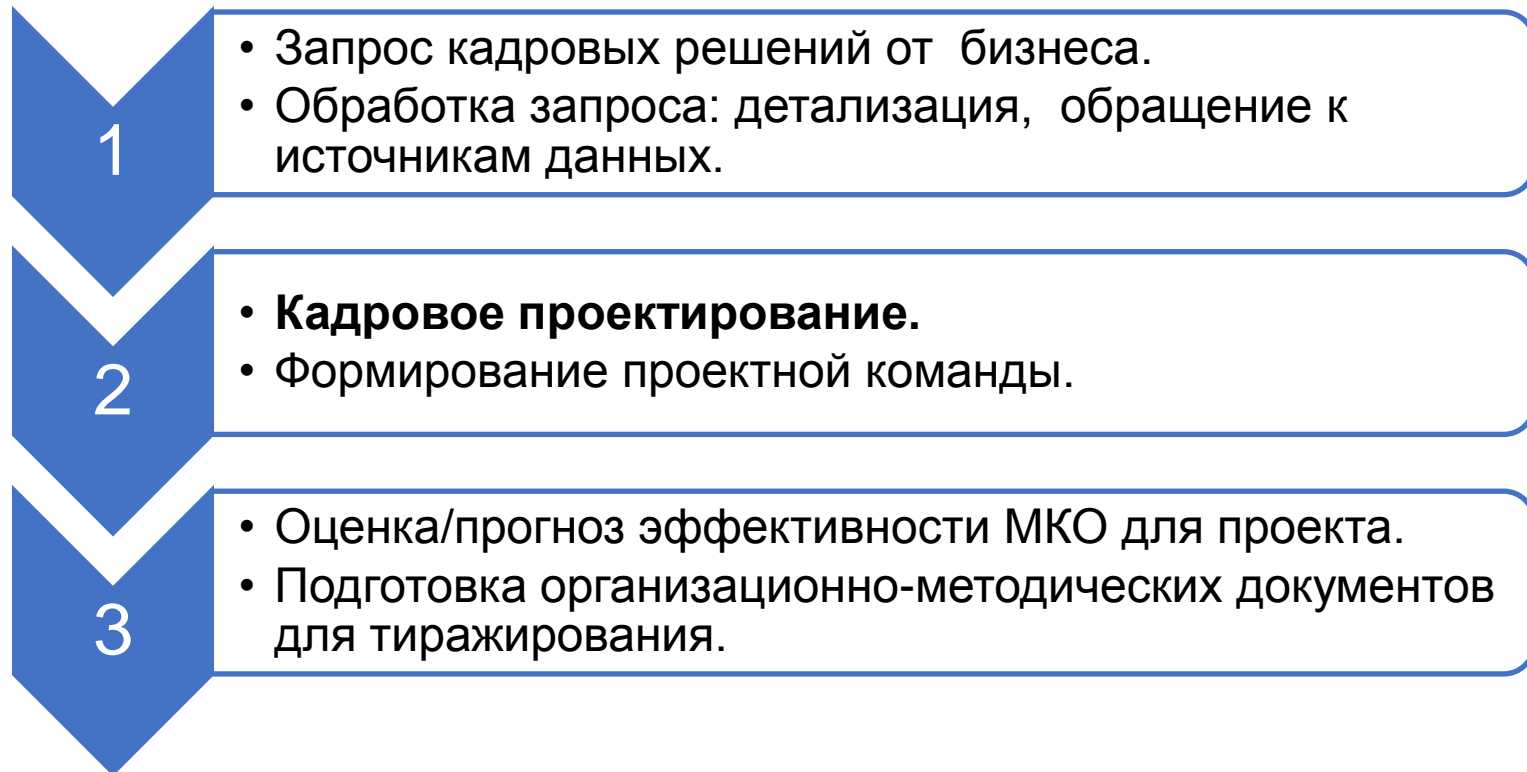 1
• Запрос кадровых решений от  бизнеса.
• Обработка запроса: детализация,  обращение к
источникам данных.
2
• Кадровое проектирование.
• Формирование проектной команды.
3
• Оценка/прогноз эффективности МКО для проекта.
• Подготовка организационно-методических документов
для тиражирования.